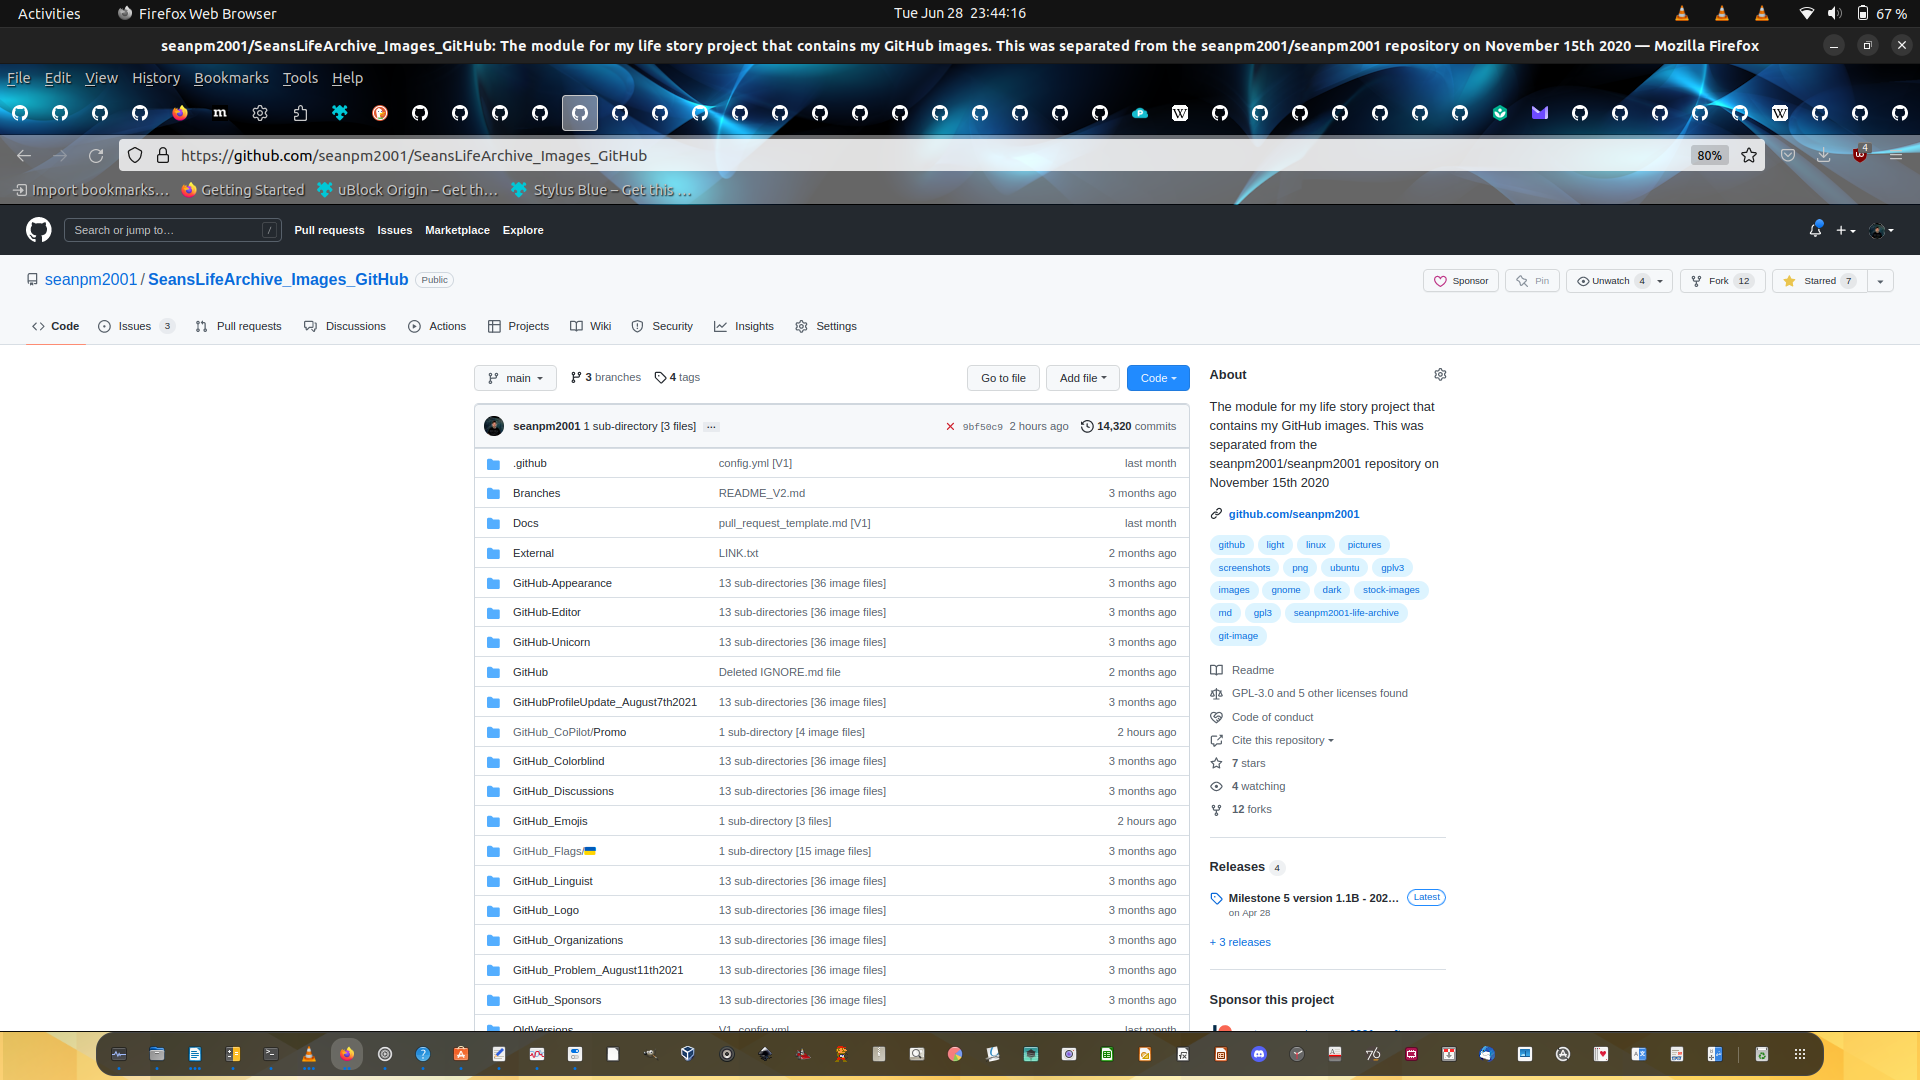 Activities Firefox Web Browser Tue Jun 28 23:44:16 67 %
seanpm2001/SeansLifeArchive_Images_GitHub: The module for my life story project that contains my GitHub images. This was separated from the seanpm2001/seanpm2001 repository on November 15th 2020 — Mozilla Firefox
File Edit View History Bookmarks Tools Help
https://github.com/seanpm2001/SeansLifeArchive_Images_GitHub 80% 4
Import bookmarks... Getting Started uBlock Origin – Get th... Stylus Blue – Get this ...
Search or jump to... / Pull requests Issues Marketplace Explore
seanpm2001 / SeansLifeArchive_Images_GitHub Public Sponsor Pin Unwatch 4 Fork 12 Starred 7
Code Issues 3 Pull requests Discussions Actions Projects Wiki Security Insights Settings
main 3 branches 4 tags Go to file Add file Code
seanpm2001 1 sub-directory [3 files] ... 9bf50c9 2 hours ago 14,320 commits
.github config.yml [V1] last month
Branches README_V2.md 3 months ago
Docs pull_request_template.md [V1] last month
External LINK.txt 2 months ago
GitHub-Appearance 13 sub-directories [36 image files] 3 months ago
GitHub-Editor 13 sub-directories [36 image files] 3 months ago
GitHub-Unicorn 13 sub-directories [36 image files] 3 months ago
GitHub Deleted IGNORE.md file 2 months ago
GitHubProfileUpdate_August7th2021 13 sub-directories [36 image files] 3 months ago
GitHub_CoPilot/Promo 1 sub-directory [4 image files] 2 hours ago
GitHub_Colorblind 13 sub-directories [36 image files] 3 months ago
GitHub_Discussions 13 sub-directories [36 image files] 3 months ago
GitHub_Emojis 1 sub-directory [3 files] 2 hours ago
GitHub_Flags/🇺🇦 1 sub-directory [15 image files] 3 months ago
GitHub_Linguist 13 sub-directories [36 image files] 3 months ago
GitHub_Logo 13 sub-directories [36 image files] 3 months ago
GitHub_Organizations 13 sub-directories [36 image files] 3 months ago
GitHub_Problem_August11th2021 13 sub-directories [36 image files] 3 months ago
GitHub_Sponsors 13 sub-directories [36 image files] 3 months ago
OldVersions V1_config.yml last month
About
The module for my life story project that
contains my GitHub images. This was
separated from the
seanpm2001/seanpm2001 repository on
November 15th 2020
github.com/seanpm2001
github light linux pictures
screenshots png ubuntu gplv3
images gnome dark stock-images
md gpl3 seanpm2001-life-archive
git-image
Readme
GPL-3.0 and 5 other licenses found
Code of conduct
Cite this repository
7 stars
4 watching
12 forks
Releases 4
Milestone 5 version 1.1B - 202... Latest
on Apr 28
+ 3 releases
Sponsor this project